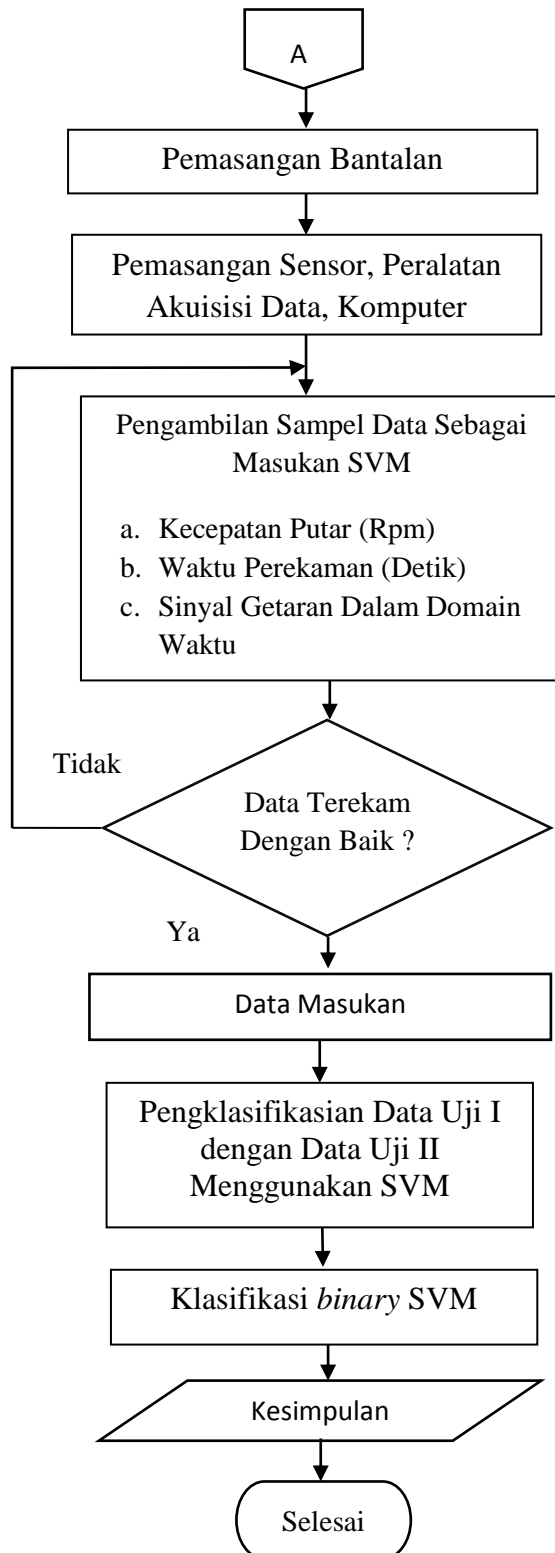 A
Pemasangan Bantalan
Pemasangan Sensor, Peralatan
Akuisisi Data, Komputer
Pengambilan Sampel Data Sebagai
Masukan SVM
a. Kecepatan Putar (Rpm)
b. Waktu Perekaman (Detik)
c. Sinyal Getaran Dalam Domain
Waktu
Tidak
Data Terekam
Dengan Baik ?
Ya
Data Masukan
Pengklasifikasian Data Uji I
dengan Data Uji II
Menggunakan SVM
Klasifikasi binary SVM
Kesimpulan
Selesai